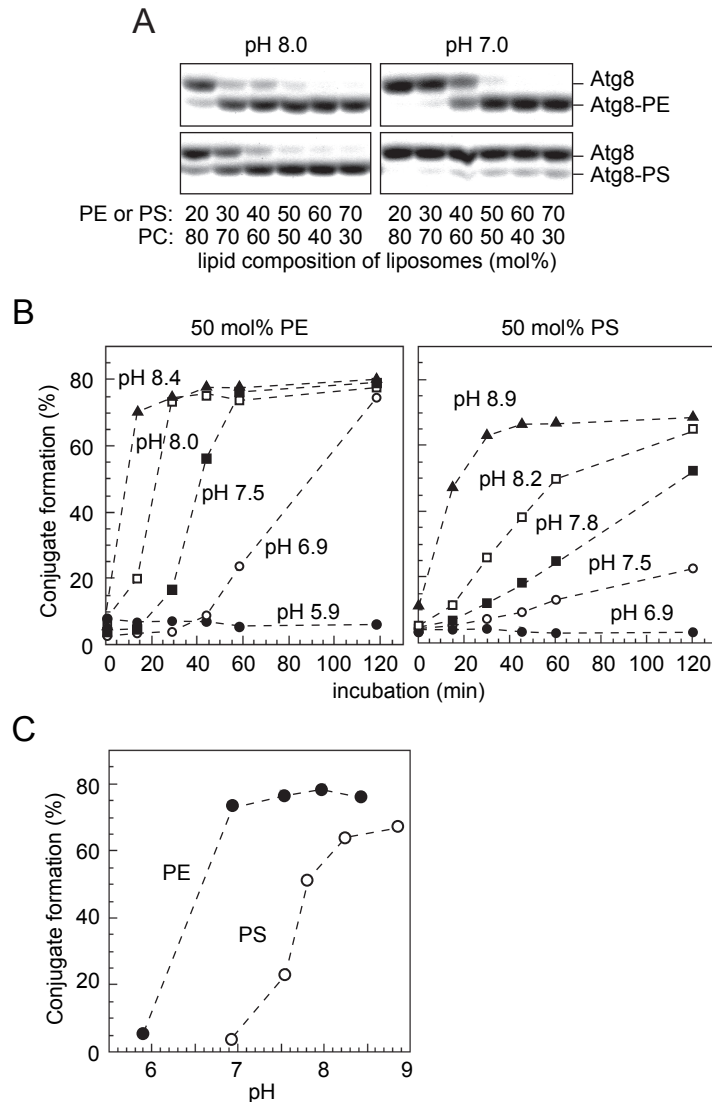 A
pH 8.0 pH 7.0
Atg8
Atg8-PE
Atg8
Atg8-PS
PE or PS: 20 30 40 50 60 70 20 30 40 50 60 70
PC: 80 70 60 50 40 30 80 70 60 50 40 30
lipid composition of liposomes (mol%)
B
50 mol% PE 50 mol% PS
Conjugate formation (%)
80
60
40
20
0
pH 8.4
pH 8.0
pH 7.5
pH 6.9
pH 5.9
pH 8.9
pH 8.2
pH 7.8
pH 7.5
pH 6.9
0 20 40 60 80 100 120 0 20 40 60 80 100 120
incubation (min)
C
Conjugate formation (%)
80
60
40
20
0
PE
PS
6 7 8 9
pH